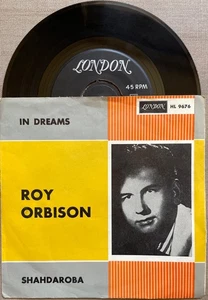 LONDON
45 RPM
IN DREAMS
LONDON HL 9676
ROY
ORBISON
SHAHDAROBA